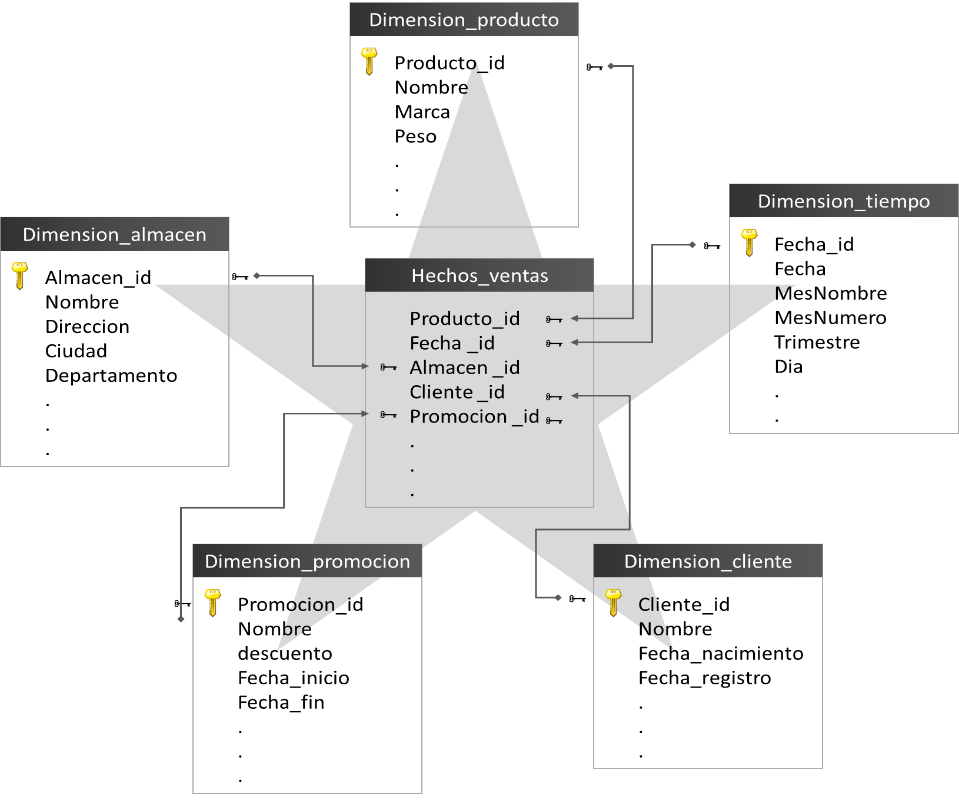 Dimension_producto
Producto_id
Nombre
Marca
Peso
.
.
.
Dimension_almacen
Almacen_id
Nombre
Direccion
Ciudad
Departamento
.
.
.
Hechos_ventas
Producto_id
Fecha _id
Almacen _id
Cliente _id
Promocion _id
.
.
.
Dimension_tiempo
Fecha_id
Fecha
MesNombre
MesNumero
Trimestre
Dia
.
.
Dimension_promocion
Promocion_id
Nombre
descuento
Fecha_inicio
Fecha_fin
.
.
.
Dimension_cliente
Cliente_id
Nombre
Fecha_nacimiento
Fecha_registro
.
.
.